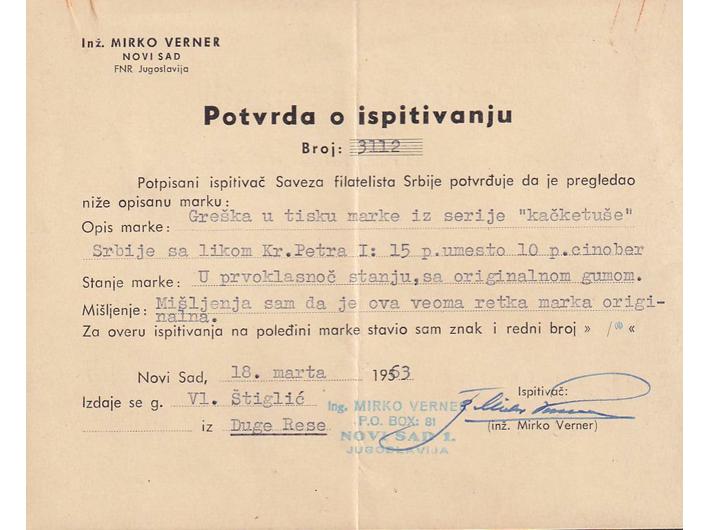 Inž. MIRKO VERNER
NOVI SAD
FNR Jugoslavija
Potvrda o ispitivanju
Broj: 3112
Potpisani ispitivač Saveza filatelista Srbije potvrđuje da je pregledao
niže opisanu marku:
Opis marke: Greška u tisku marke iz serije "kačketuše"
Srbije sa likom Kr.Petra I: 15 p.umesto 10 p.cinober
Stanje marke: U prvoklasnoč stanju,sa originalnom gumom.
Mišljenje: Mišljenja sam da je ova veoma retka marka origi-
nalna.
Za overu ispitivanja na poleđini marke stavio sam znak i redni broj » «
Novi Sad, 18. marta 1963
Izdaje se g. Vl. Štiglić
iz Duge Rese
Ing. MIRKO VERNER
P.O. BOX: 81
NOVI SAD 1.
JUGOSLAVIJA
Ispitivač:
(inž. Mirko Verner)